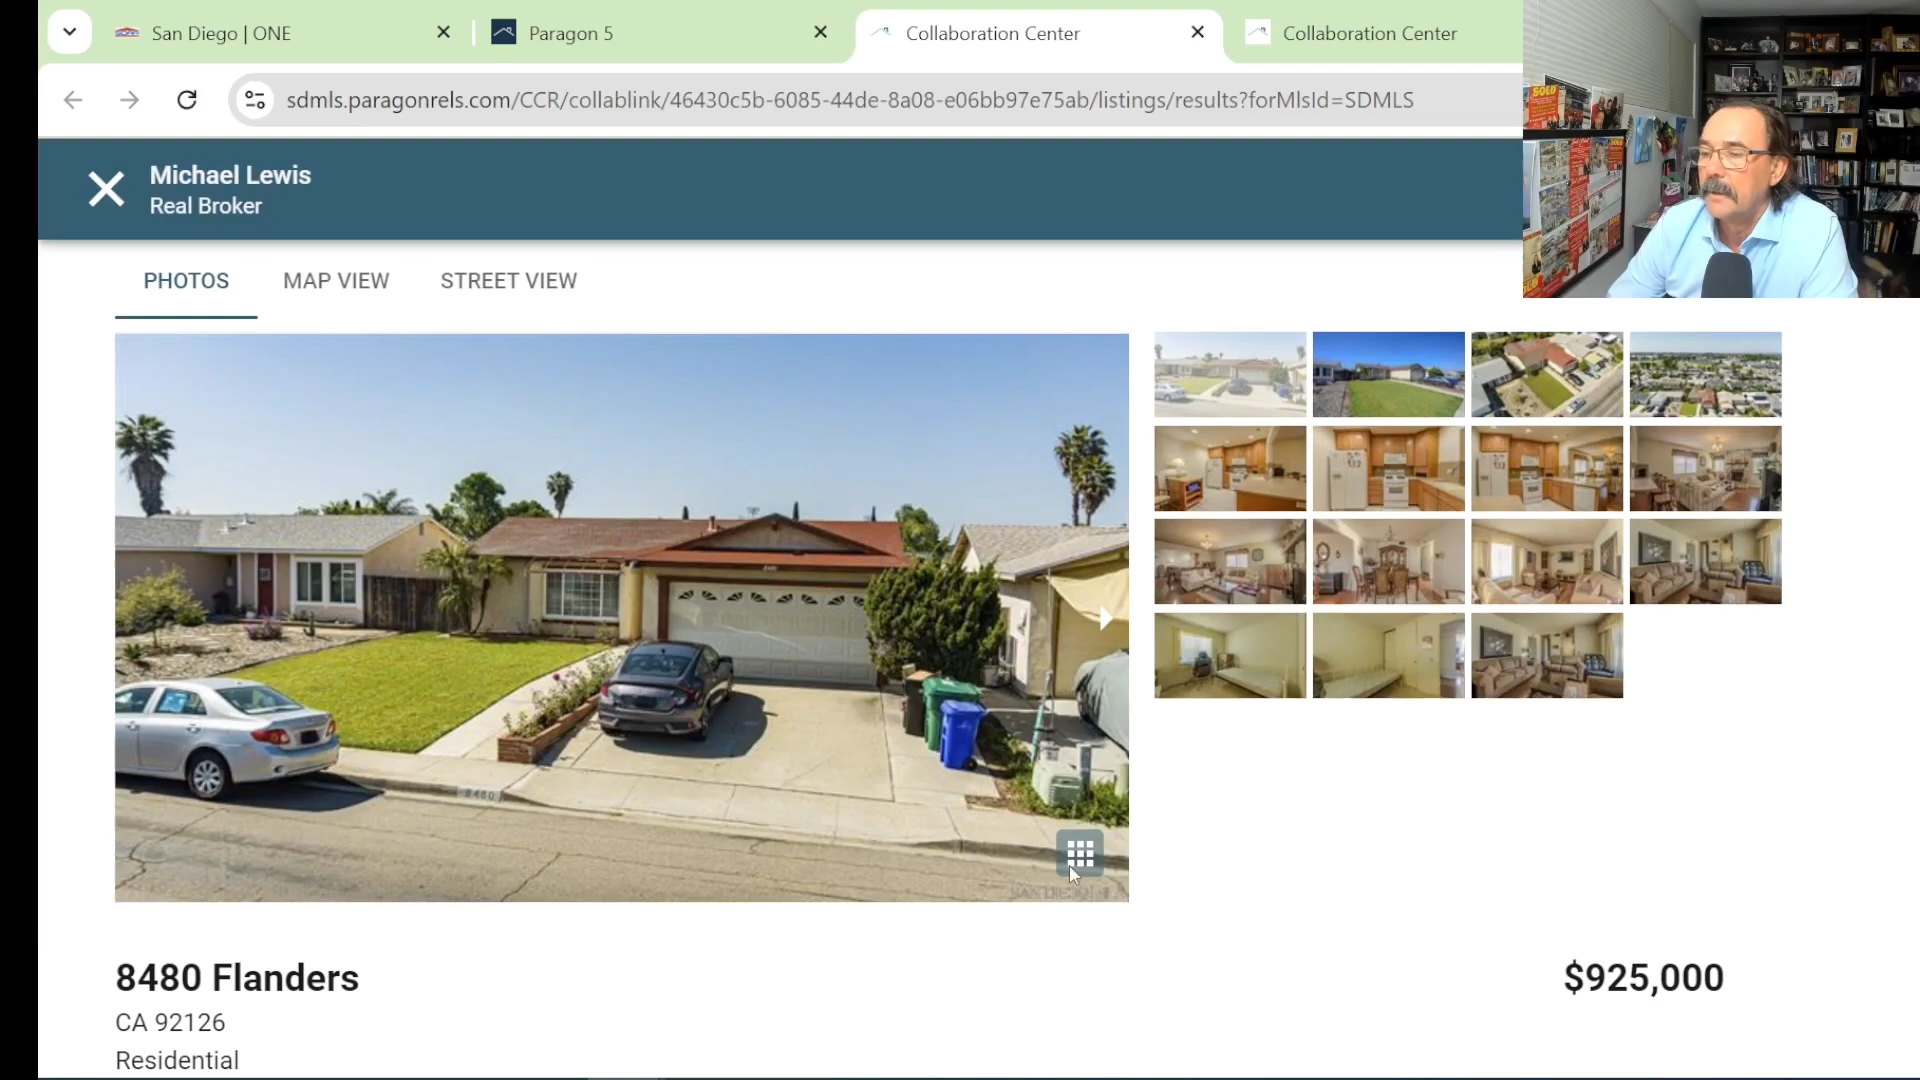 San Diego | ONE
Paragon 5
Collaboration Center
Collaboration Center
sdmls.paragonrels.com/CCR/collablink/46430c5b-6085-44de-8a08-e06bb97e75ab/listings/results?forMlsId=SDMLS
Michael Lewis
Real Broker
PHOTOS
MAP VIEW
STREET VIEW
SOLD
8480
8480 Flanders
$925,000
CA 92126
Residential